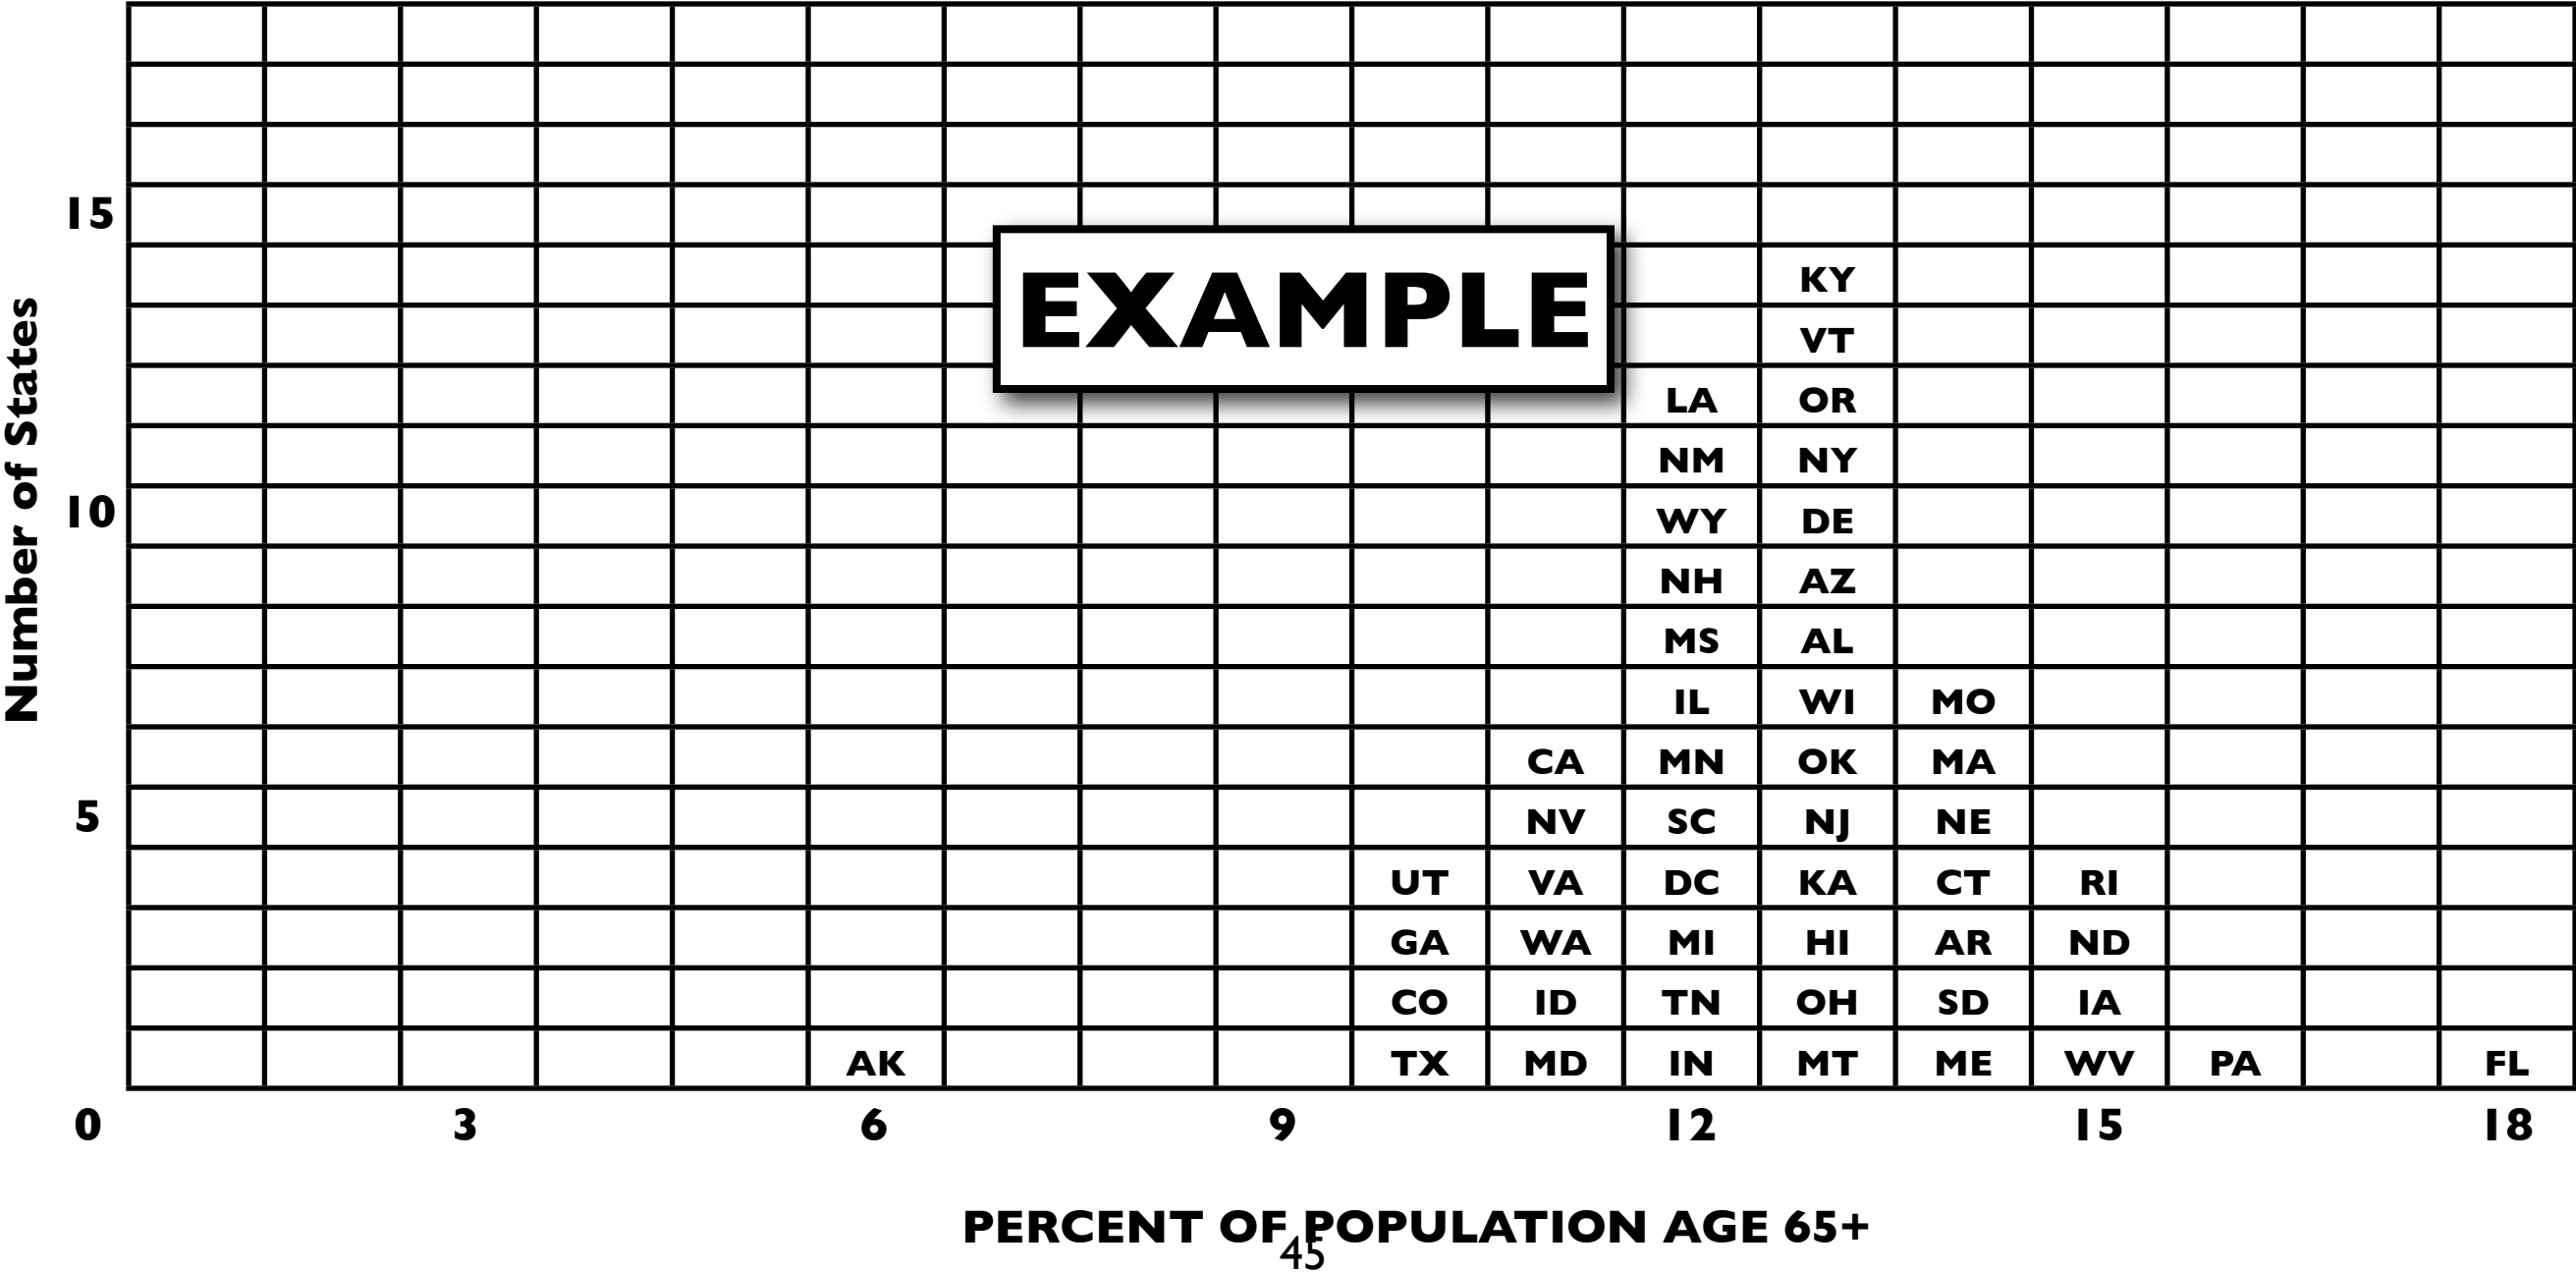 15
EXAMPLE
KY
VT
LA OR
NM NY
10 WY DE
NH AZ
MS AL
IL WI MO
CA MN OK MA
5 NV SC NJ NE
UT VA DC KA CT RI
GA WA MI HI AR ND
CO ID TN OH SD IA
AK TX MD IN MT ME WV PA FL
0 3 6 9 12 15 18
Number of States
PERCENT OF POPULATION AGE 65+
45